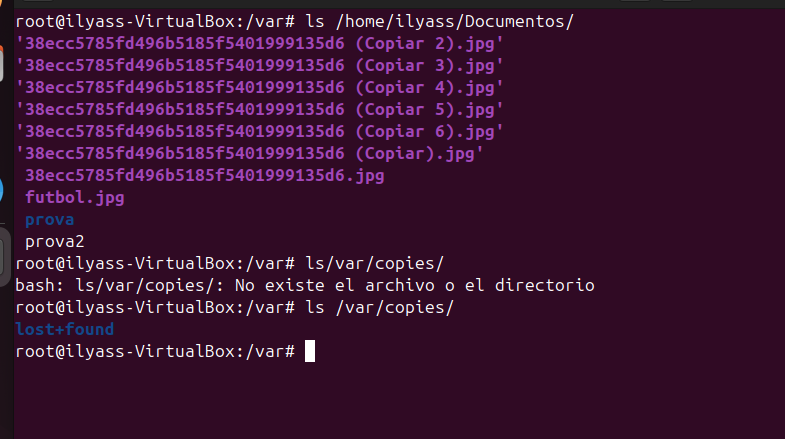 root@ilyass-VirtualBox:/var# ls /home/ilyass/Documentos/
'38ecc5785fd496b5185f5401999135d6 (Copiar 2).jpg'
'38ecc5785fd496b5185f5401999135d6 (Copiar 3).jpg'
'38ecc5785fd496b5185f5401999135d6 (Copiar 4).jpg'
'38ecc5785fd496b5185f5401999135d6 (Copiar 5).jpg'
'38ecc5785fd496b5185f5401999135d6 (Copiar 6).jpg'
'38ecc5785fd496b5185f5401999135d6 (Copiar).jpg'
38ecc5785fd496b5185f5401999135d6.jpg
futbol.jpg
prova
prova2
root@ilyass-VirtualBox:/var# ls/var/copies/
bash: ls/var/copies/: No existe el archivo o el directorio
root@ilyass-VirtualBox:/var# ls /var/copies/
lost+found
root@ilyass-VirtualBox:/var#